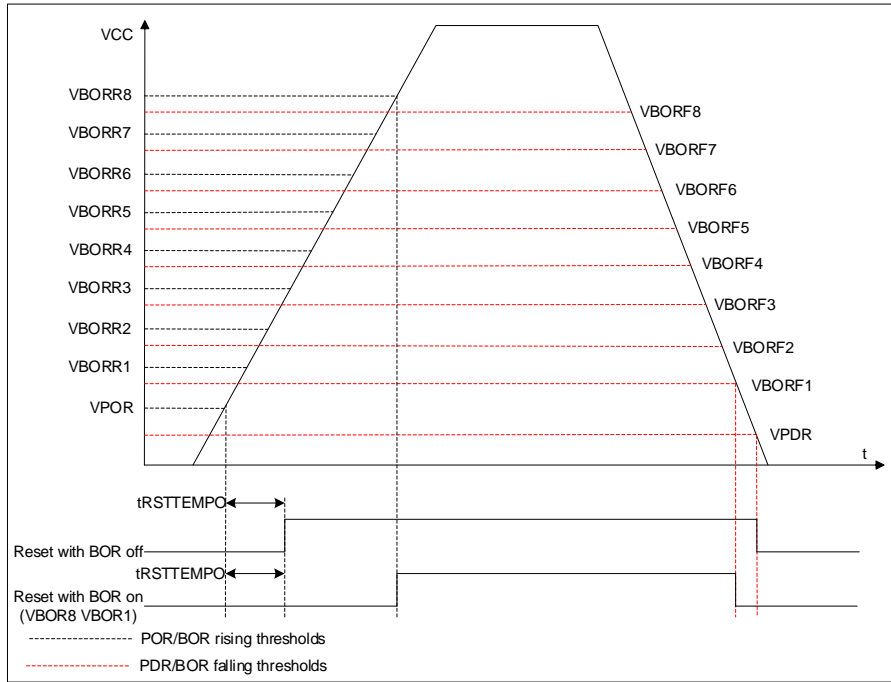 VCC
VBORR8
VBORF8
VBORR7
VBORF7
VBORR6
VBORF6
VBORR5
VBORF5
VBORR4
VBORF4
VBORR3
VBORF3
VBORR2
VBORF2
VBORR1
VBORF1
VPOR
VPDR
t
tRSTTEMPO
Reset with BOR off
tRSTTEMPO
Reset with BOR on
(VBOR8 VBOR1)
POR/BOR rising thresholds
PDR/BOR falling thresholds